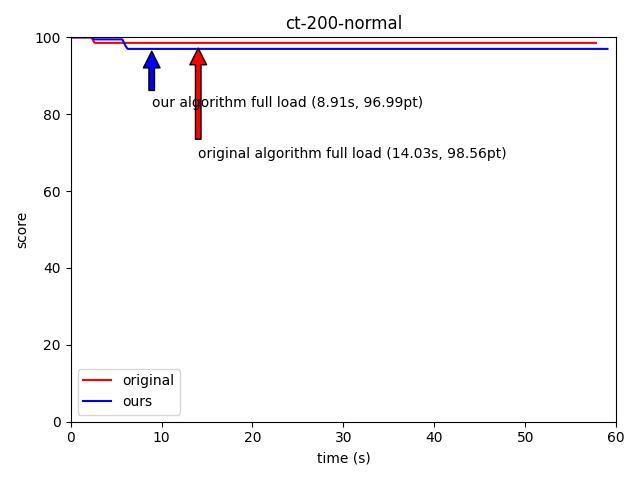 ct-200-normal
100
80
60
40
20
0
score
our algorithm full load (8.91s, 96.99pt)
original algorithm full load (14.03s, 98.56pt)
original
ours
0 10 20 30 40 50 60
time (s)